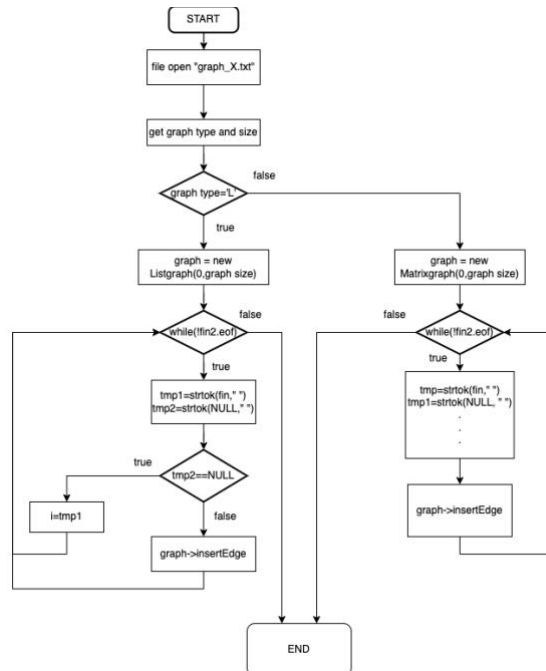 START
file open "graph_X.txt"
get graph type and size
graph type='L'
false
true
graph = new
Listgraph(0,graph size)
graph = new
Matrixgraph(0,graph size)
while(!fin2.eof)
false
true
false
while(!fin2.eof)
true
tmp1=strtok(fin," ")
tmp2=strtok(NULL," ")
tmp=strtok(fin," ")
tmp1=strtok(NULL, " ")
.
.
.
true
tmp2==NULL
false
i=tmp1
graph->insertEdge
graph->insertEdge
END